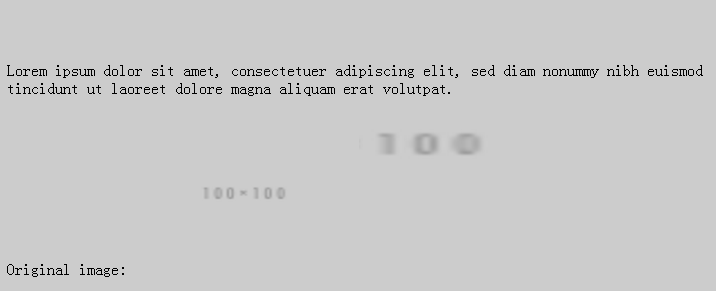 Lorem ipsum dolor sit amet, consectetuer adipiscing elit, sed diam nonummy nibh euismod
tincidunt ut laoreet dolore magna aliquam erat volutpat.
100
100×100
Original image: